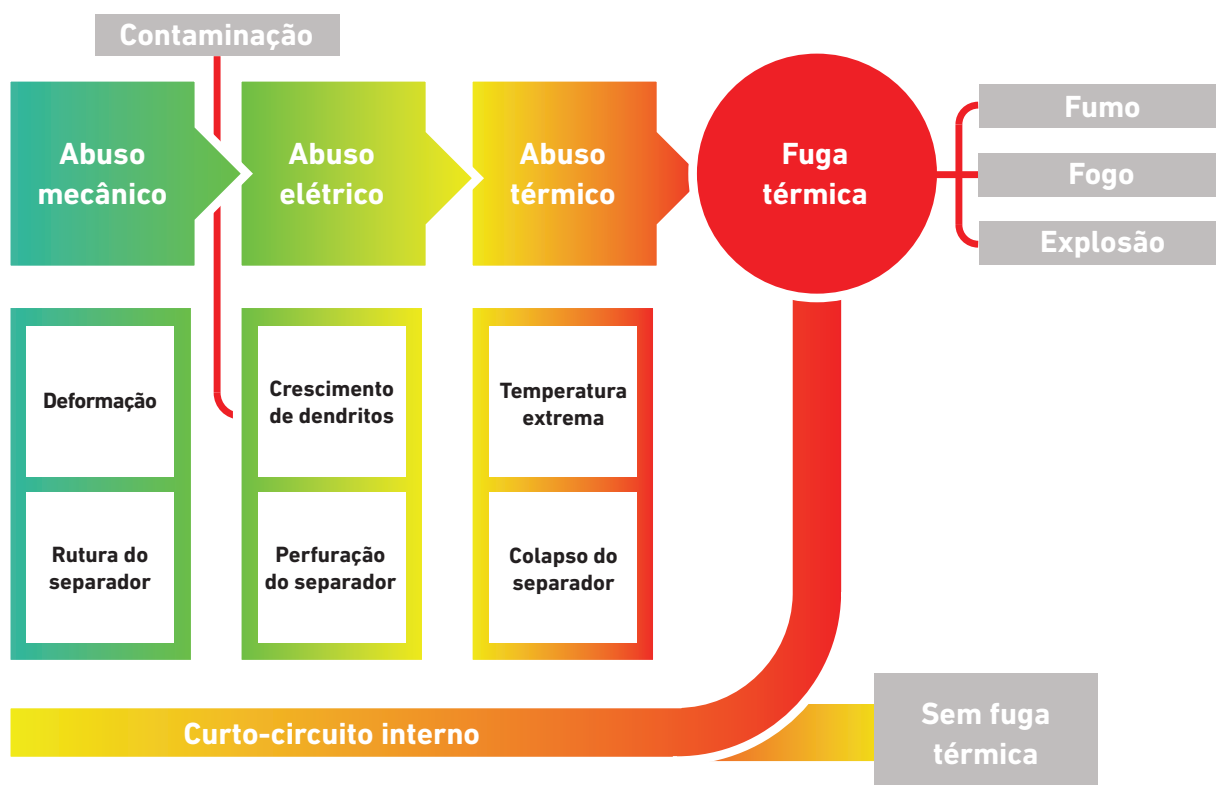 Contaminação
Abuso
mecânico
Abuso
elétrico
Abuso
térmico
Fuga
térmica
Fumo
Fogo
Explosão
Deformação
Crescimento
de dendritos
Temperatura
extrema
Rutura do
separador
Perfuração
do separador
Colapso do
separador
Curto-circuito interno
Sem fuga
térmica